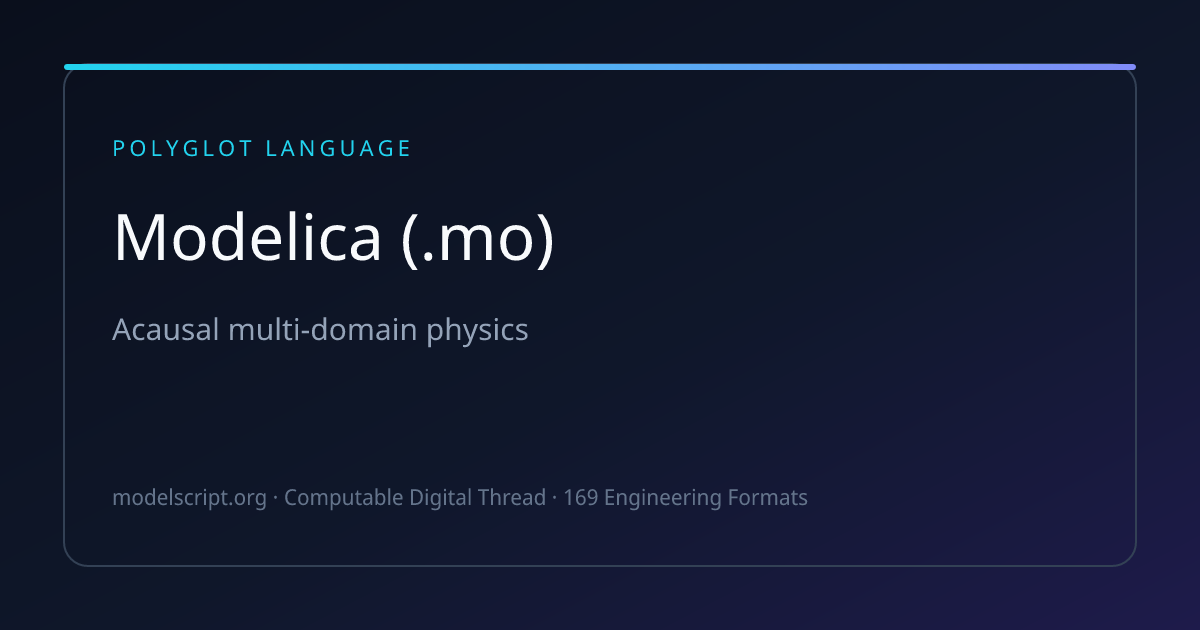 POLYGLOT LANGUAGE
Modelica (.mo)
Acausal multi-domain physics
modelscript.org · Computable Digital Thread · 169 Engineering Formats